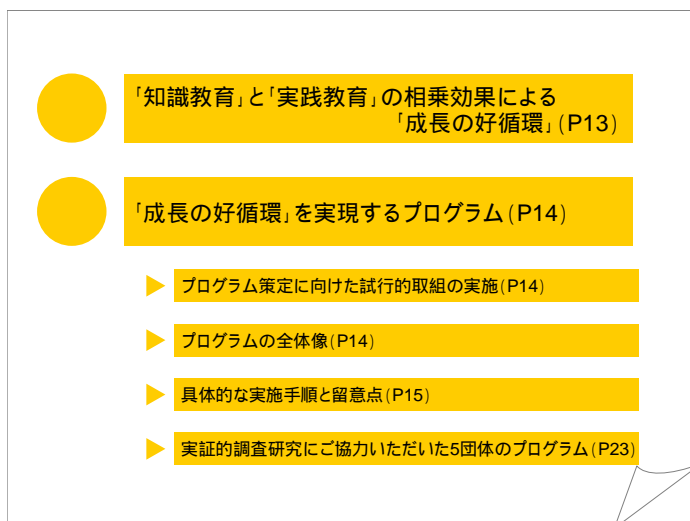 「知識教育」と「実践教育」の相乗効果による
「成長の好循環」(P13)
「成長の好循環」を実現するプログラム(P14)
プログラム策定に向けた試行的取組の実施(P14)
プログラムの全体像(P14)
具体的な実施手順と留意点(P15)
実証的調査研究にご協力いただいた5団体のプログラム(P23)